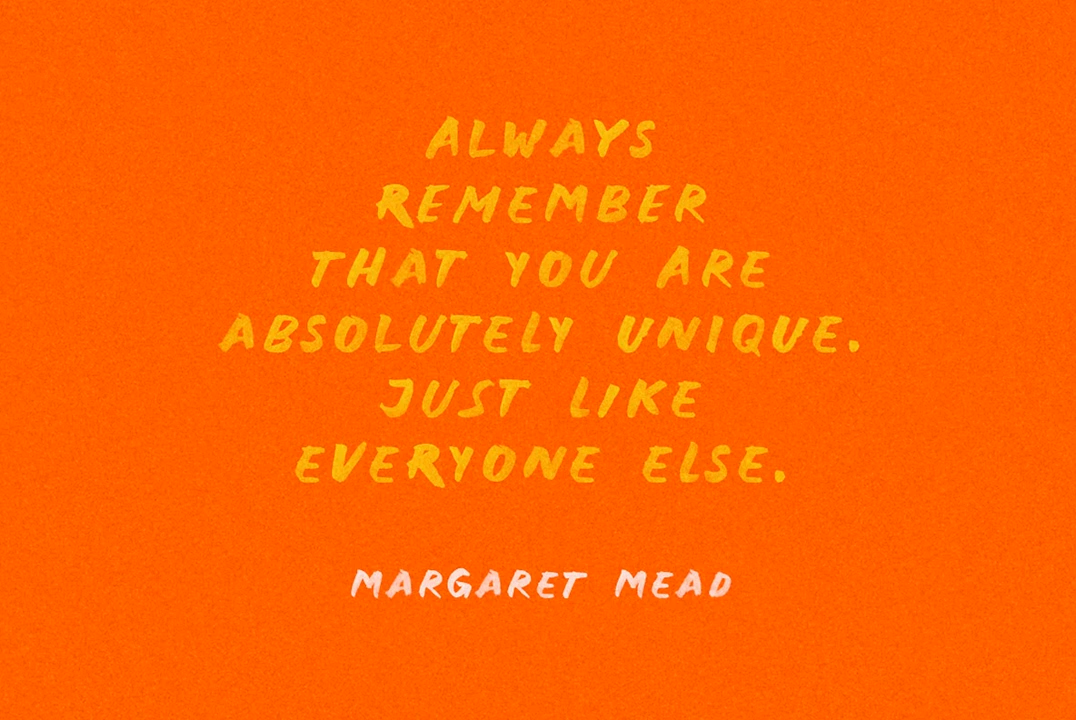 ALWAYS
REMEMBER
THAT YOU ARE
ABSOLUTELY UNIQUE.
JUST LIKE
EVERYONE ELSE.
MARGARET MEAD